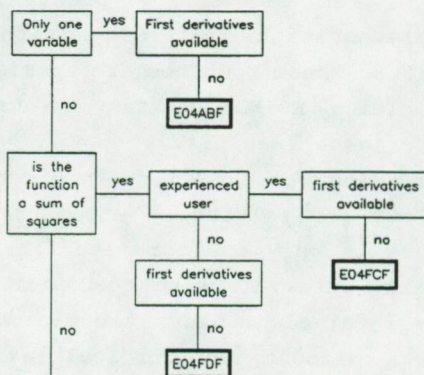 Only one
variable
yes
First derivatives
available
no
no
E04ABF
is the
function
a sum of
squares
yes
experienced
user
yes
first derivatives
available
no
no
first derivatives
available
E04FCF
no
no
E04FDF